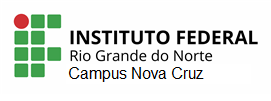 INSTITUTO FEDERAL
Rio Grande do Norte
Campus Nova Cruz